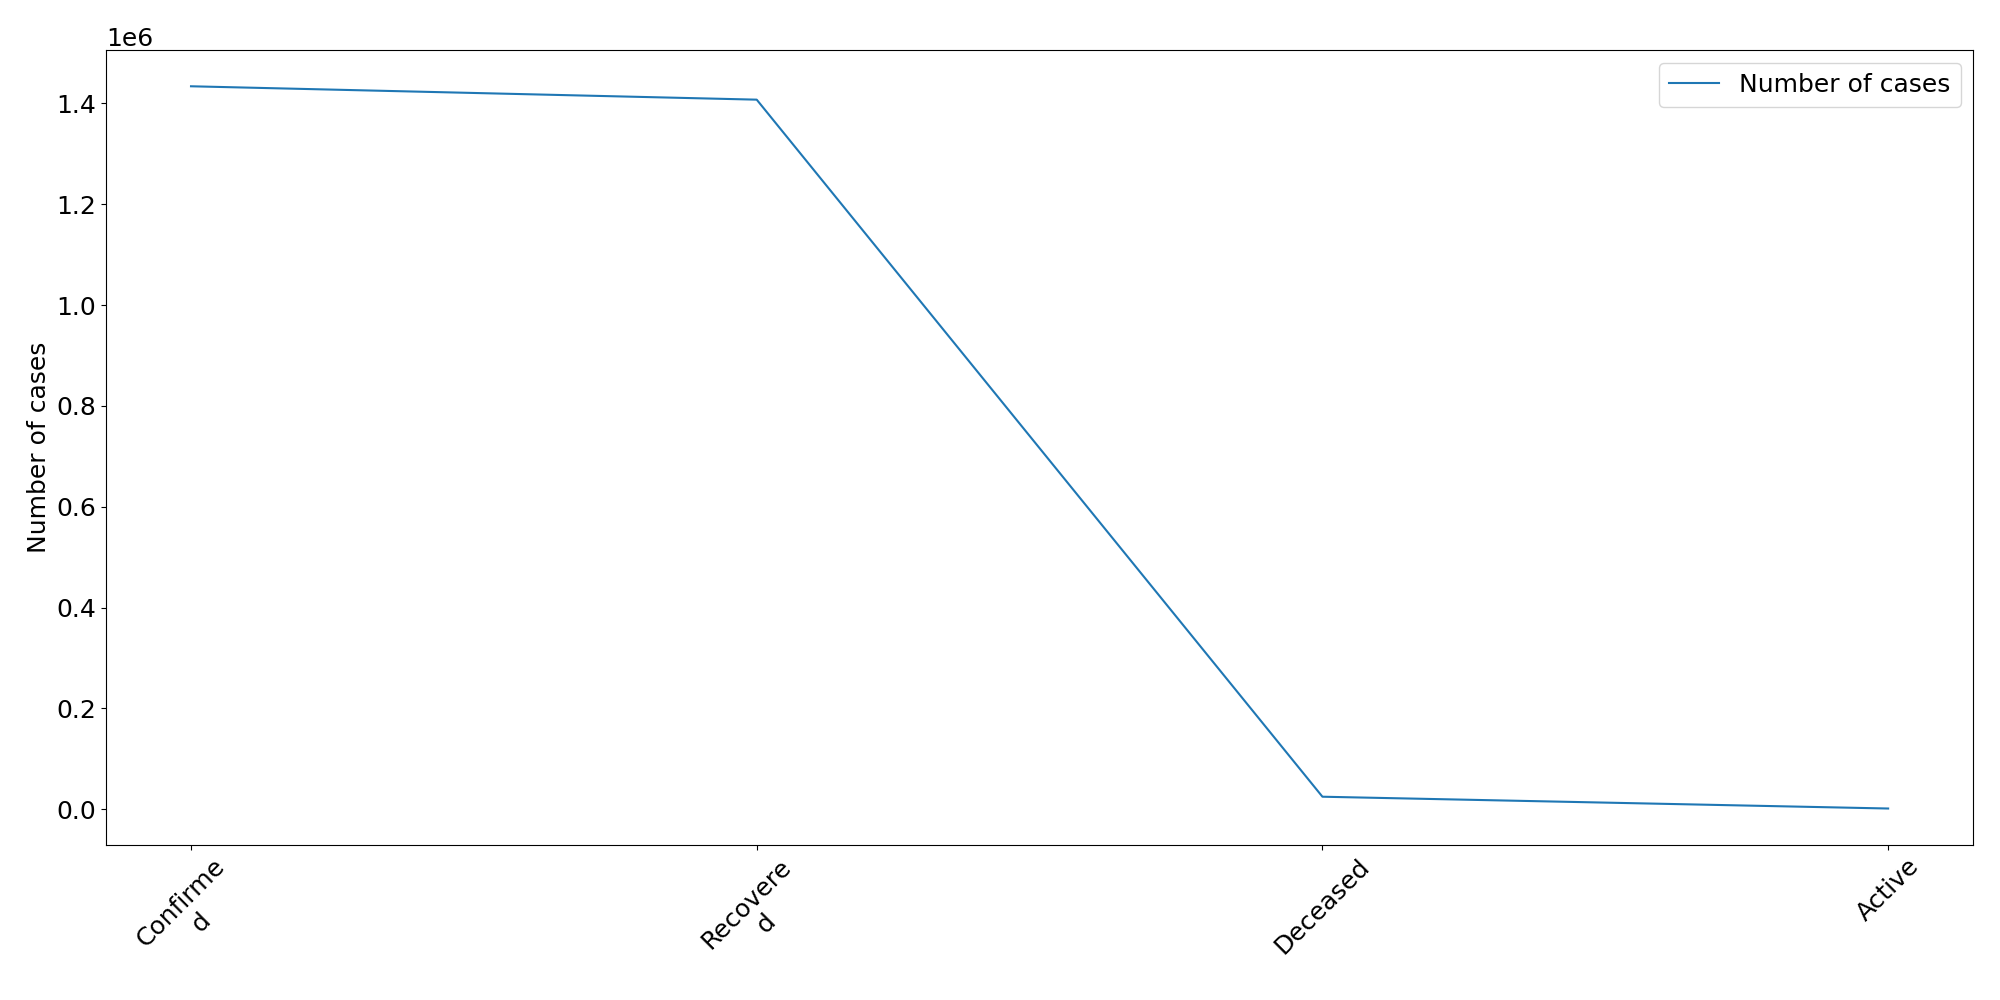 1e6
Number of cases
1.4
1.2
1.0
0.8
0.6
0.4
0.2
0.0
Number of cases
Confirme
d
Recovere
d
Deceased
Active